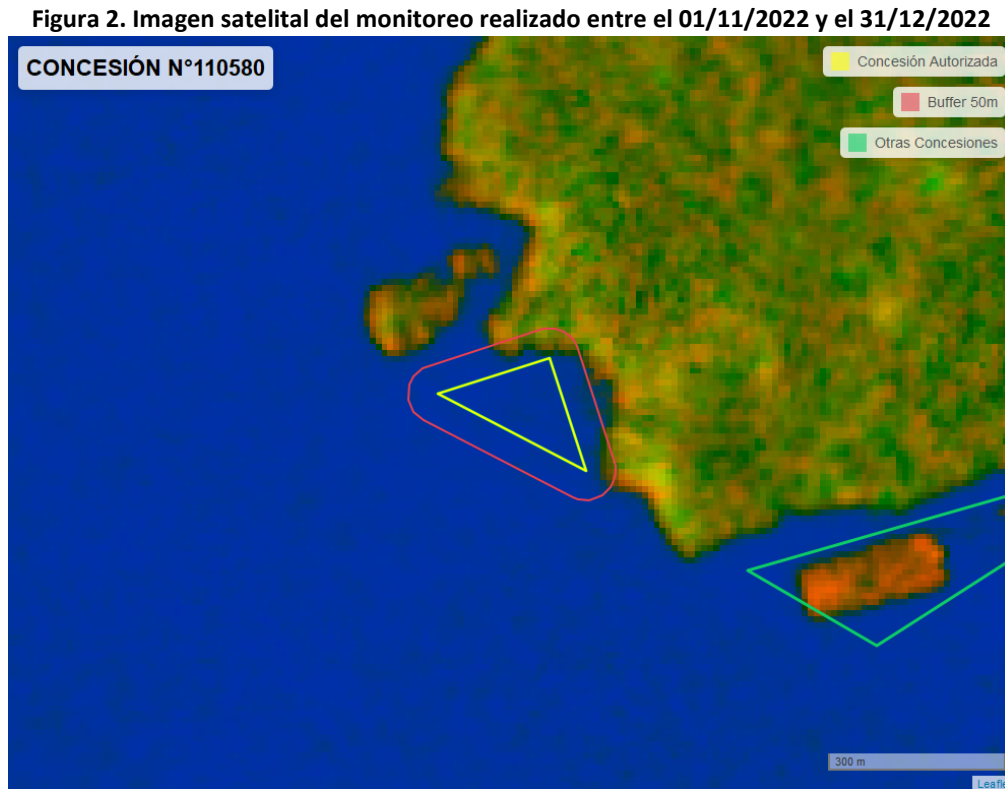 Figura 2. Imagen satelital del monitoreo realizado entre el 01/11/2022 y el 31/12/2022
CONCESIÓN N°110580
Concesión Autorizada
Buffer 50m
Otras Concesiones
300 m
Leafle